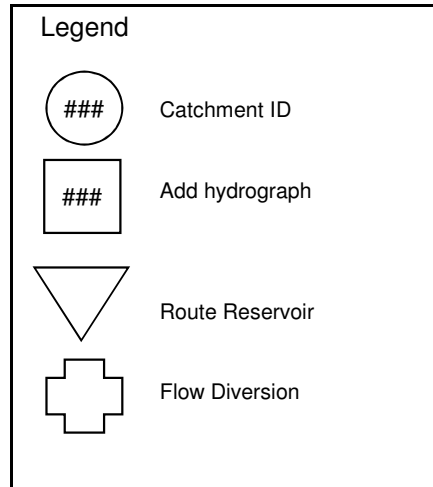 Legend
###
Catchment ID
###
Add hydrograph
Route Reservoir
Flow Diversion